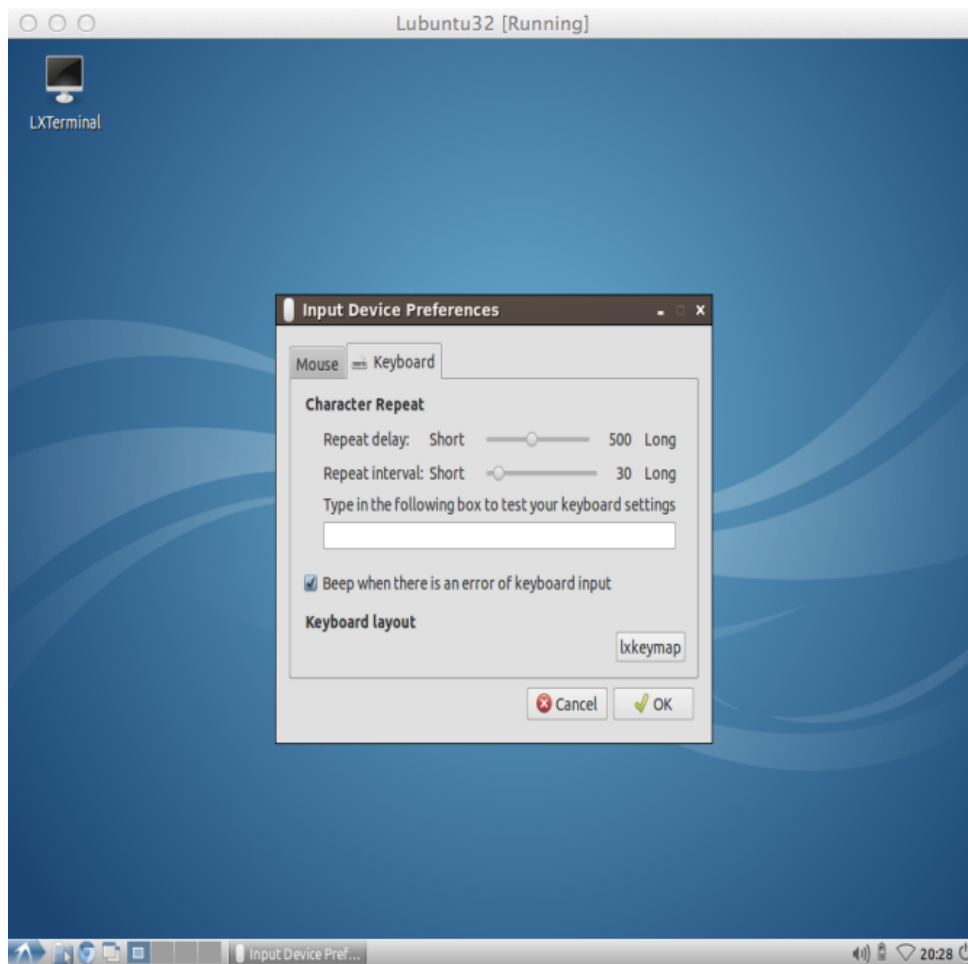 Lubuntu32 [Running]
LXTerminal
Input Device Preferences
Mouse Keyboard
Character Repeat
Repeat delay: Short 500 Long
Repeat interval: Short 30 Long
Type in the following box to test your keyboard settings
Beep when there is an error of keyboard input
Keyboard layout
lxkeymap
Cancel OK
Input Device Pref... 20:28